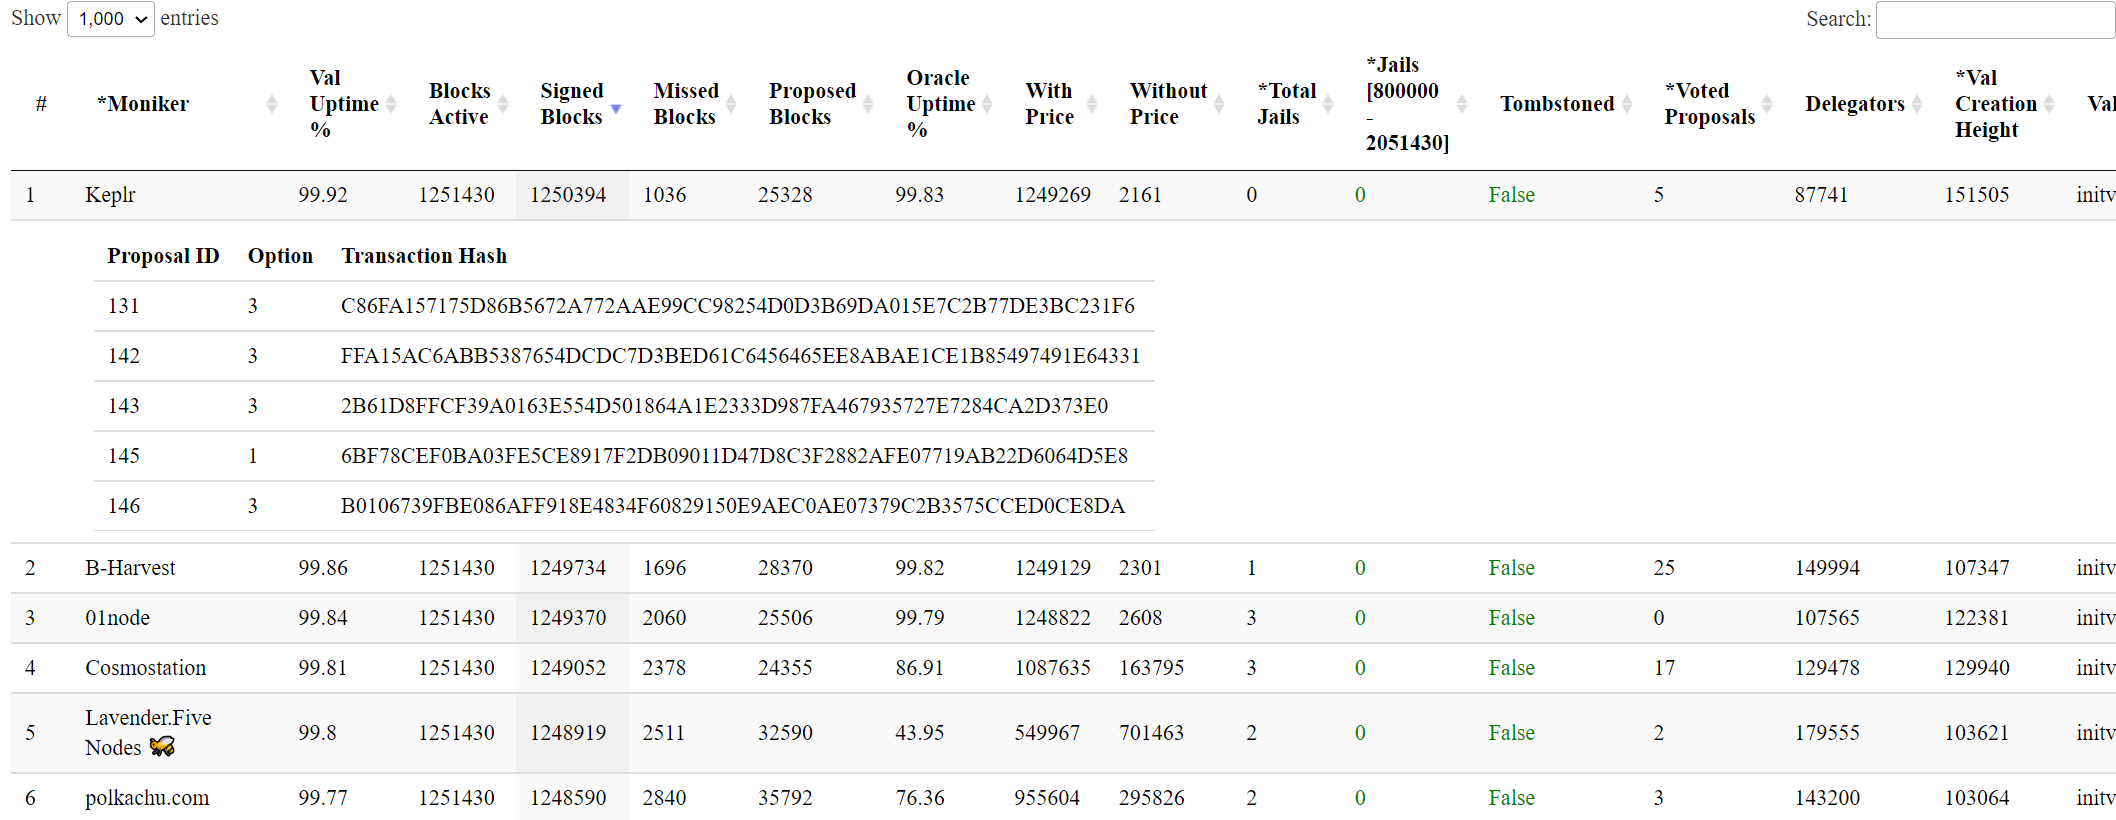 Show 1,000 entries Search:
# *Moniker Val Uptime % Blocks Active Signed Blocks Missed Blocks Proposed Blocks Oracle Uptime % With Price Without Price *Total Jails *Jails [800000 - 2051430] Tombstoned *Voted Proposals Delegators *Val Creation Height Val
1 Keplr 99.92 1251430 1250394 1036 25328 99.83 1249269 2161 0 0 False 5 87741 151505 initv
Proposal ID Option Transaction Hash
131 3 C86FA157175D86B5672A772AAE99CC98254D0D3B69DA015E7C2B77DE3BC231F6
142 3 FFA15AC6ABB5387654DCDC7D3BED61C6456465EE8ABAE1CE1B85497491E64331
143 3 2B61D8FFCF39A0163E554D501864A1E2333D987FA467935727E7284CA2D373E0
145 1 6BF78CEF0BA03FE5CE8917F2DB09011D47D8C3F2882AFE07719AB22D6064D5E8
146 3 B0106739FBE086AFF918E4834F60829150E9AEC0AE07379C2B3575CCED0CE8DA
2 B-Harvest 99.86 1251430 1249734 1696 28370 99.82 1249129 2301 1 0 False 25 149994 107347 initv
3 01node 99.84 1251430 1249370 2060 25506 99.79 1248822 2608 3 0 False 0 107565 122381 initv
4 Cosmostation 99.81 1251430 1249052 2378 24355 86.91 1087635 163795 3 0 False 17 129478 129940 initv
5 Lavender.Five Nodes 🐝 99.8 1251430 1248919 2511 32590 43.95 549967 701463 2 0 False 2 179555 103621 initv
6 polkachu.com 99.77 1251430 1248590 2840 35792 76.36 955604 295826 2 0 False 3 143200 103064 initv